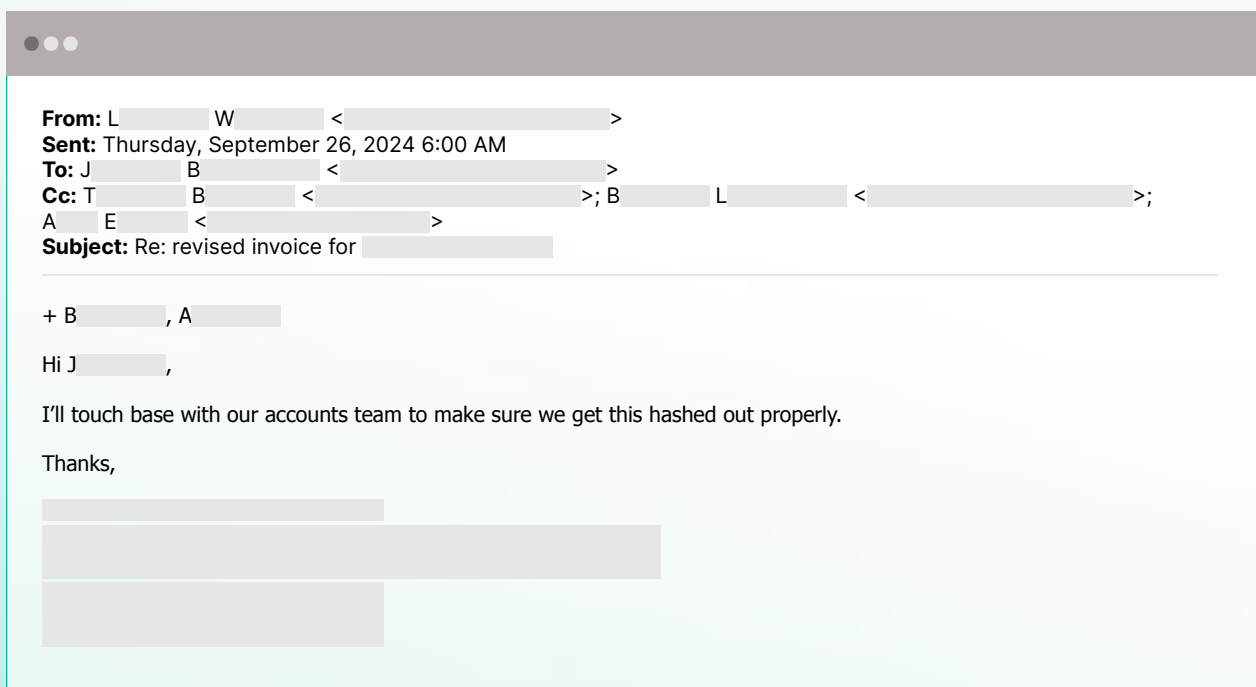 From: L W < >
Sent: Thursday, September 26, 2024 6:00 AM
To: J B < >
Cc: T B < >; B L < >;
A E < >
Subject: Re: revised invoice for
+ B , A
Hi J ,
I’ll touch base with our accounts team to make sure we get this hashed out properly.
Thanks,